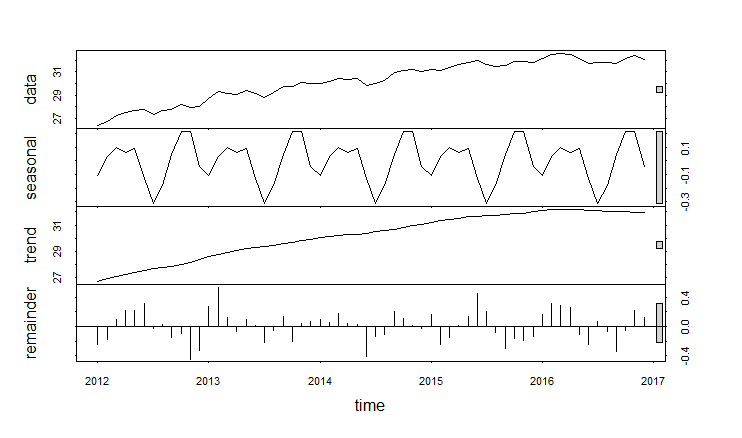 data
27 29 31
seasonal
-0.3 -0.1 0.1
trend
27 29 31
remainder
-0.4 0.0 0.4
2012 2013 2014 2015 2016 2017
time